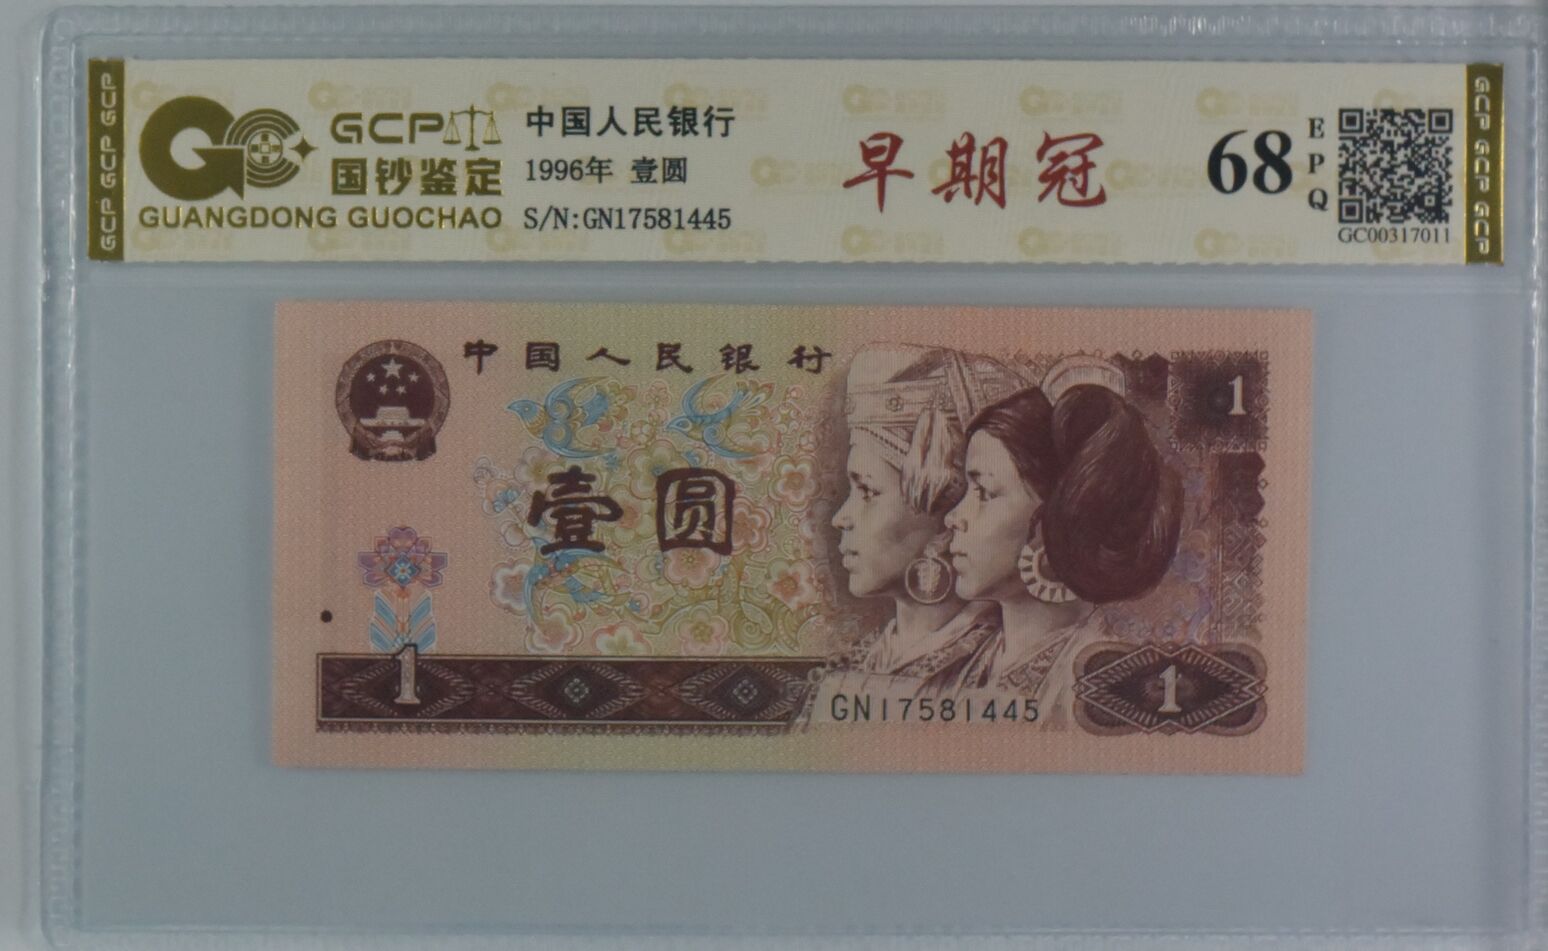 GCP GCP GCP
GCP
国钞鉴定
GUANGDONG GUOCHAO
中国人民银行
1996年 壹圆
S/N:GN17581445
早期冠
68
EPQ
GC00317011
GCP GCP GCP
中国人民银行
1
壹圆
1
GN17581445
1